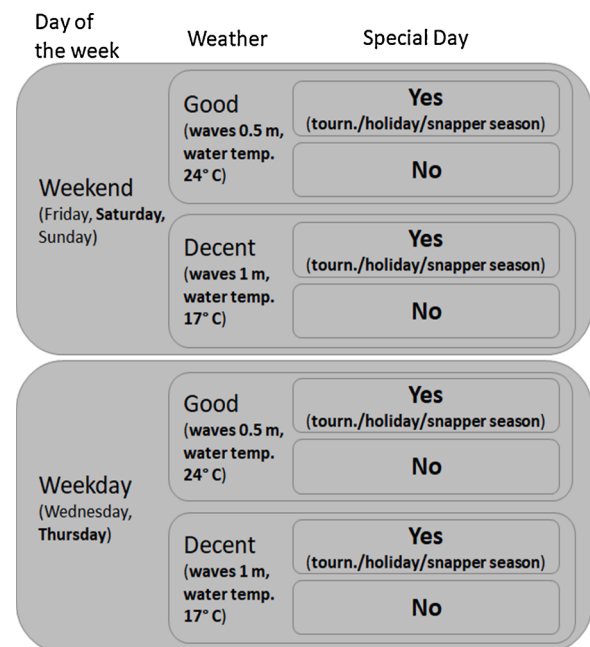 Day of
the week
Weather
Special Day
Weekend
(Friday, Saturday,
Sunday)
Good
(waves 0.5 m,
water temp.
24° C)
Yes
(tourn./holiday/snapper season)
No
Decent
(waves 1 m,
water temp.
17° C)
Yes
(tourn./holiday/snapper season)
No
Weekday
(Wednesday,
Thursday)
Good
(waves 0.5 m,
water temp.
24° C)
Yes
(tourn./holiday/snapper season)
No
Decent
(waves 1 m,
water temp.
17° C)
Yes
(tourn./holiday/snapper season)
No